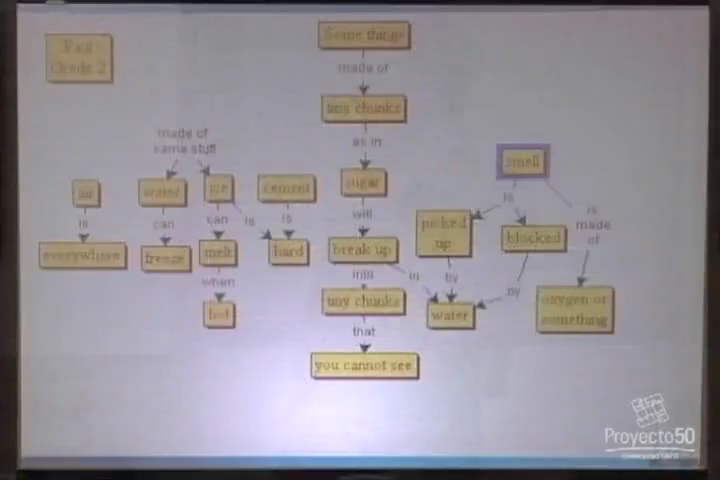 Grade 2
Some things
made of
tiny chunks
as in
sugar
will
break up
into
tiny chunks
that
you cannot see
made of
same stuff
air
is
everywhere
water
can
freeze
ice
can
is
melt
when
hot
cement
is
hard
in
water
smell
is
picked
up
by
blocked
by
is
made
of
oxygen or
something
Proyecto50